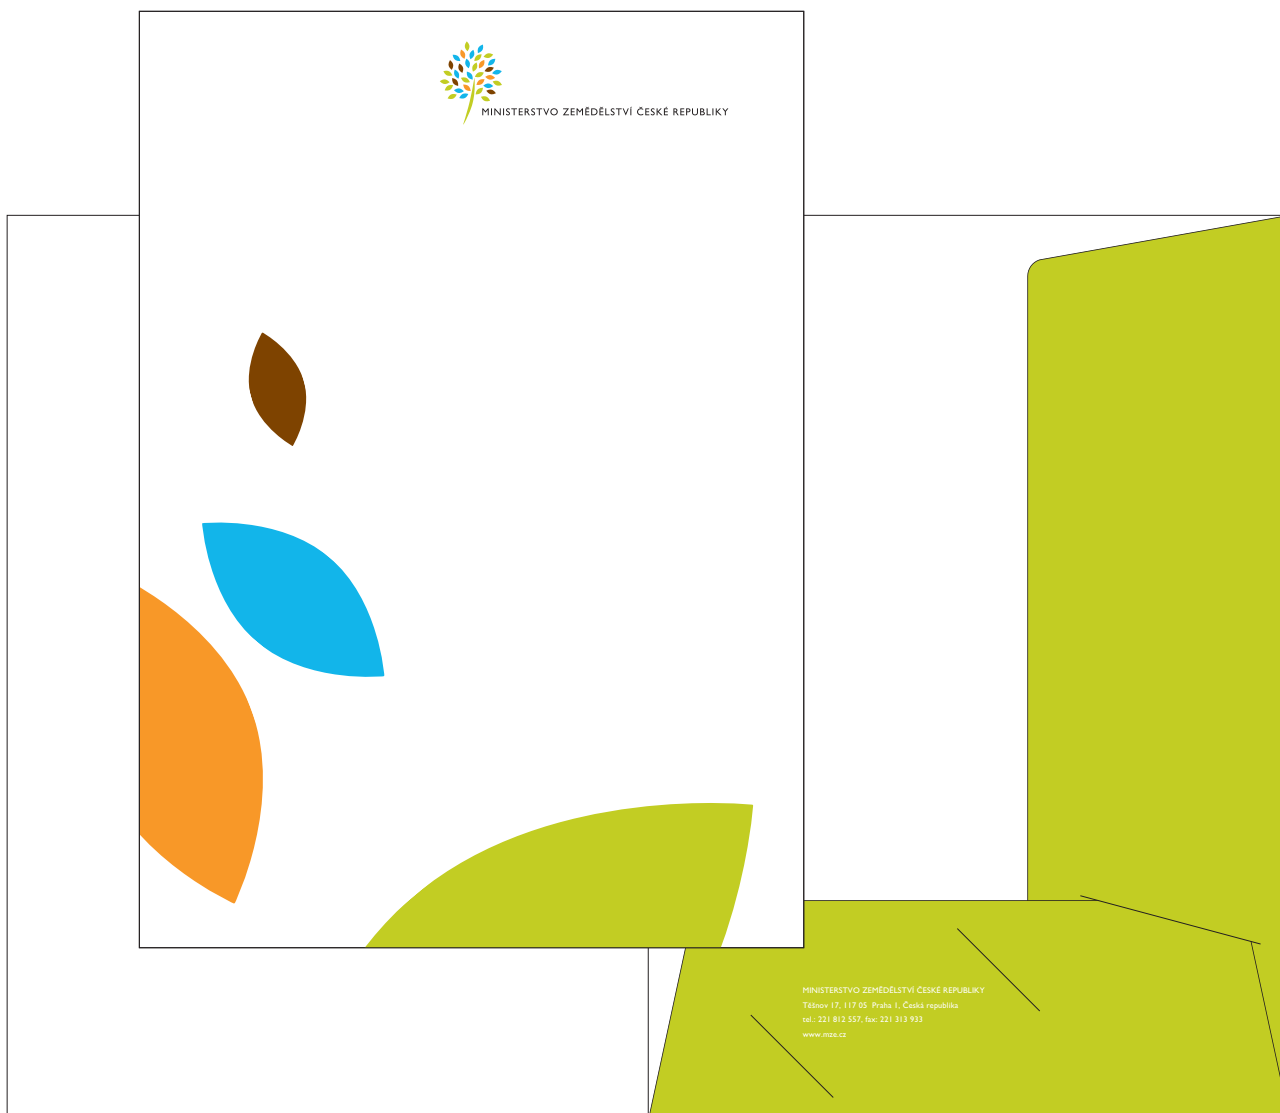 MINISTERSTVO ZEMĚDĚLSTVÍ ČESKÉ REPUBLIKY
MINISTERSTVO ZEMĚDĚLSTVÍ ČESKÉ REPUBLIKY
Těšnov 17, 117 05 Praha 1, Česká republika
tel.: 221 812 557, fax: 221 313 933
www.mze.cz